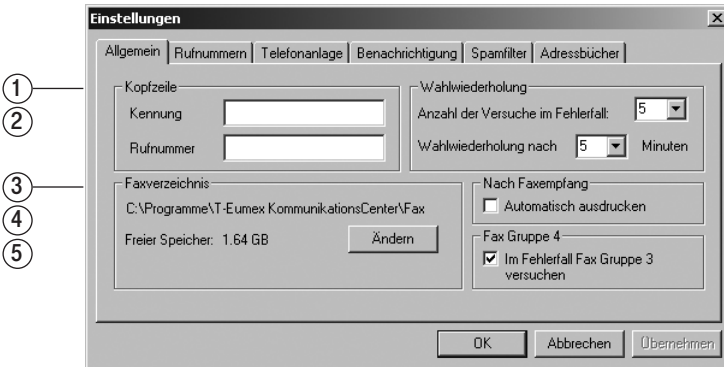 Einstellungen
Allgemein Rufnummern Telefonanlage Benachrichtigung Spamfilter Adressbücher
1
2
3
4
5
Kopfzeile
Kennung
Rufnummer
Wahlwiederholung
Anzahl der Versuche im Fehlerfall: 5
Wahlwiederholung nach 5 Minuten
Faxverzeichnis
C:\Programme\T-Eumex KommunikationsCenter\Fax
Freier Speicher: 1.64 GB Ändern
Nach Faxempfang
Automatisch ausdrucken
Fax Gruppe 4
Im Fehlerfall Fax Gruppe 3
versuchen
OK Abbrechen Übernehmen